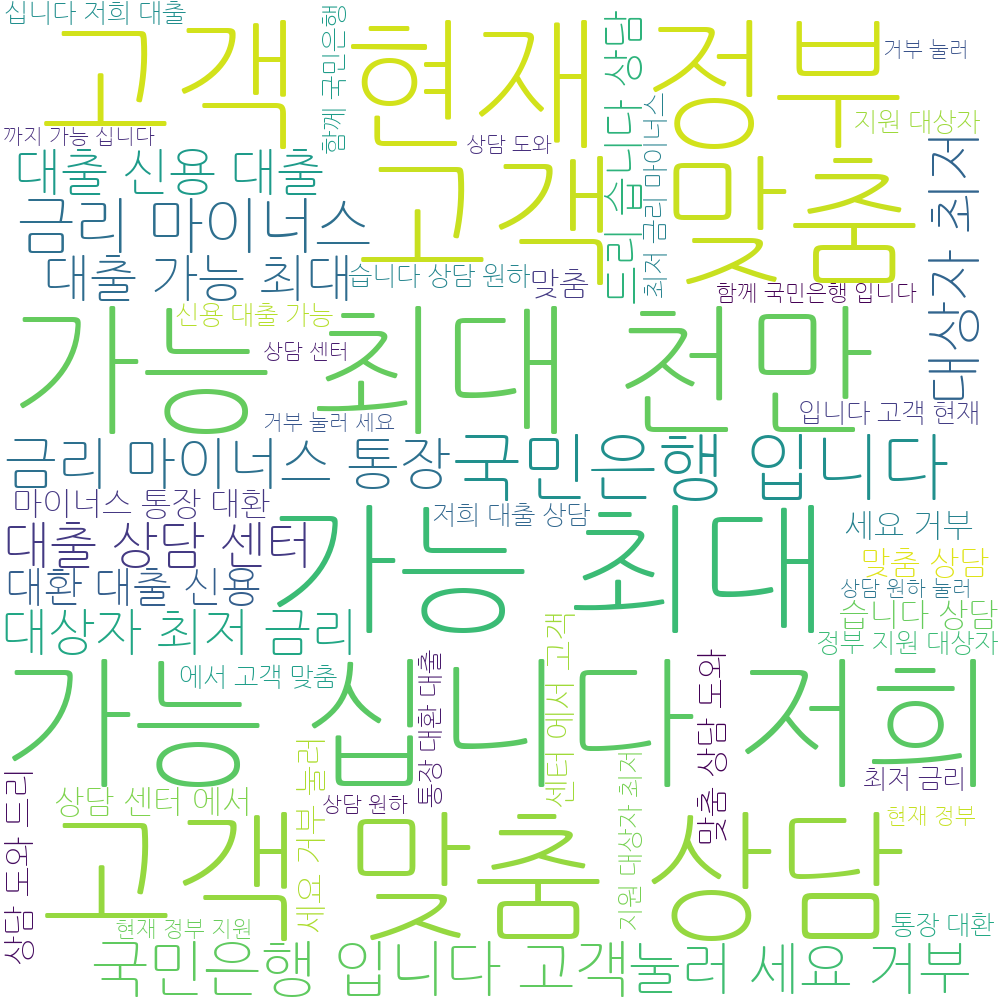 십니다 저희 대출
고객 현재 정부
함께 국민은행
드리 습니다 상담
거부 눌러
까지 가능 십니다
상담 도와
최저 금리 마이너스
지원 대상자
대출 신용 대출
고객 맞춤
대상자 최저
금리 마이너스
대출 가능 최대
습니다 상담 원하
맞춤
함께 국민은행 입니다
신용 대출 가능
가능 최대 천만
상담 센터
거부 눌러 세요
입니다 고객 현재
금리 마이너스 통장
국민은행 입니다
마이너스 통장 대환
저희 대출 상담
가능 최대
세요 거부
대출 상담 센터
맞춤 상담
대환 대출 신용
상담 원하 눌러
대상자 최저 금리
습니다 상담
정부 지원 대상자
에서 고객 맞춤
통장 대환 대출
센터 에서 고객
맞춤 상담 도와
가능 십니다 저희
최저 금리
상담 도와 드리
상담 센터 에서
세요 거부 눌러
상담 원하
지원 대상자 최저
현재 정부
고객 맞춤 상담
현재 정부 지원
통장 대환
국민은행 입니다 고객
눌러 세요 거부